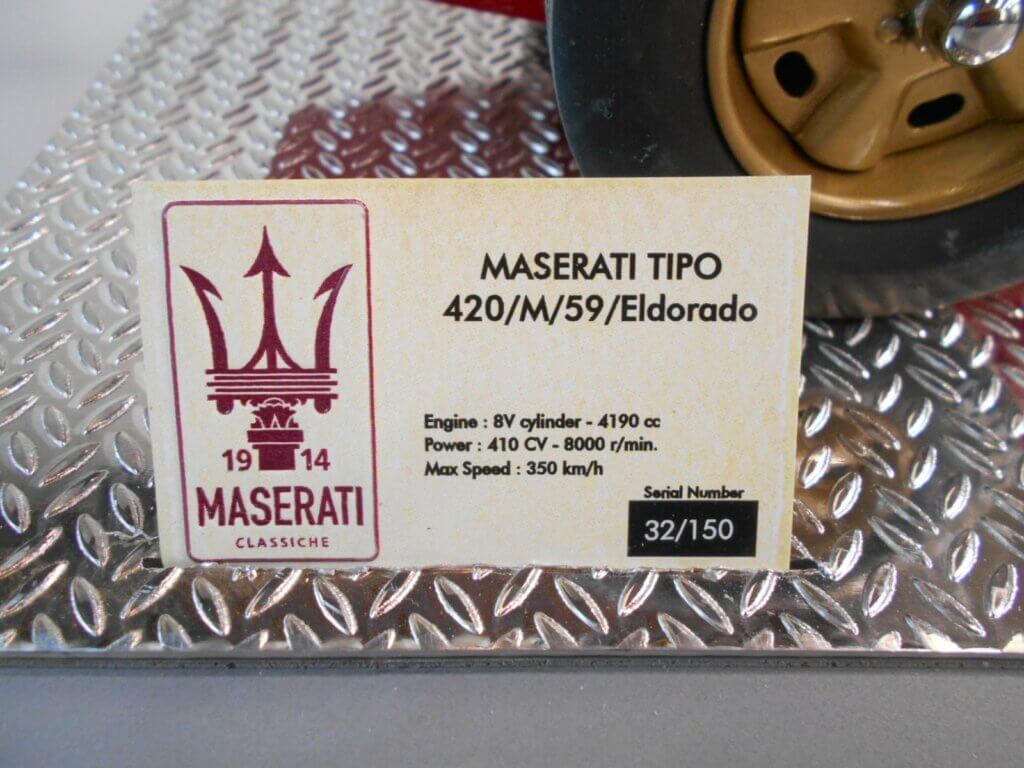 19 14
MASERATI
CLASSICHE
MASERATI TIPO
420/M/59/Eldorado
Engine : 8V cylinder - 4190 cc
Power : 410 CV - 8000 r/min.
Max Speed : 350 km/h
Serial Number
32/150